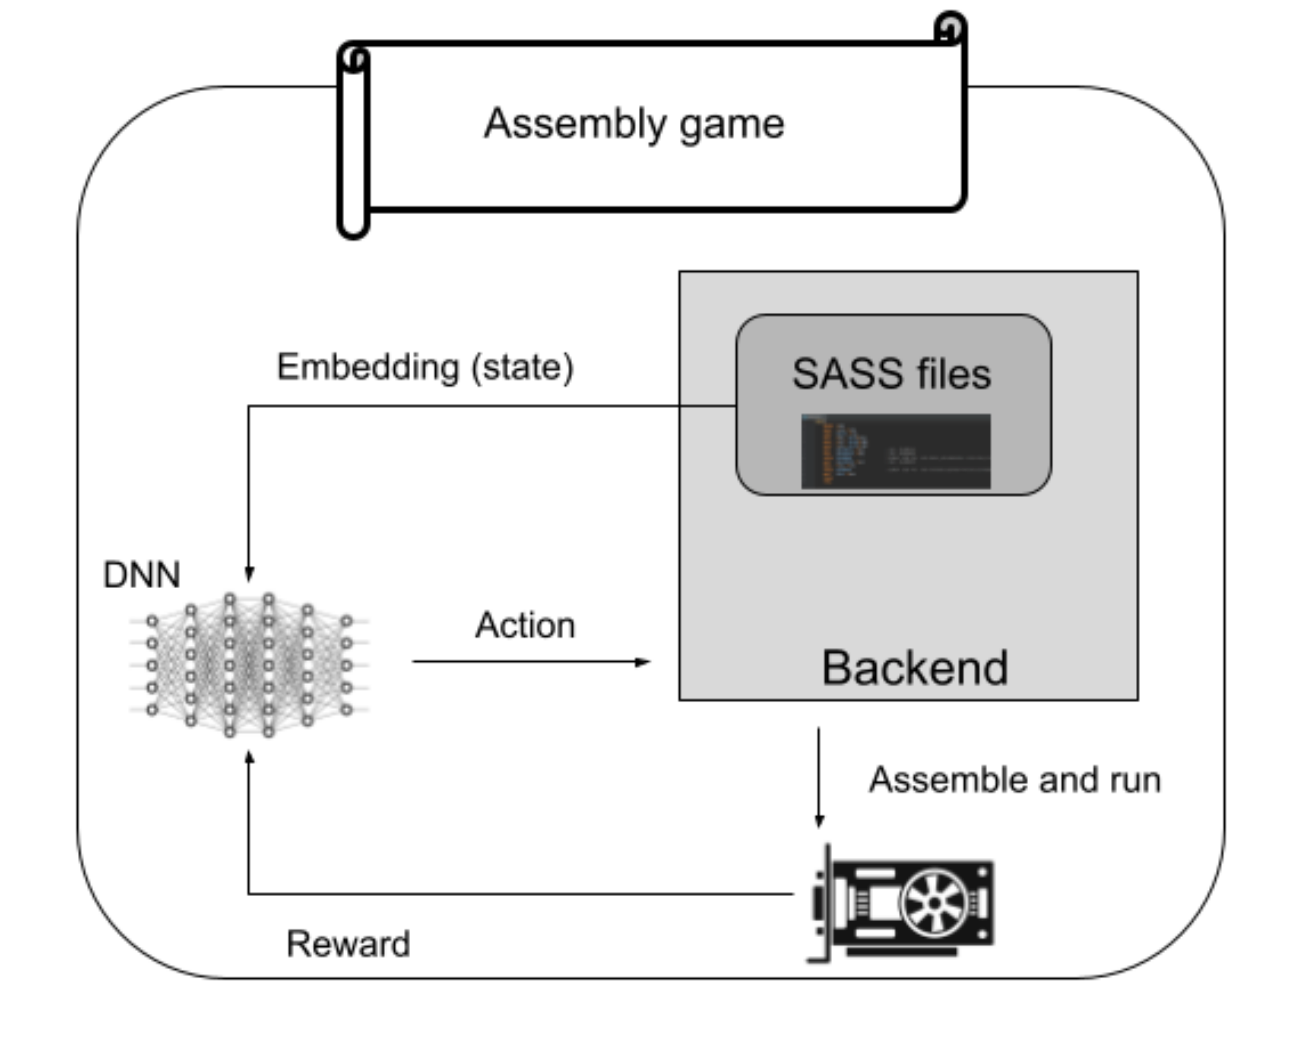 Assembly game
Embedding (state)
SASS files
DNN
Action
Backend
Assemble and run
Reward